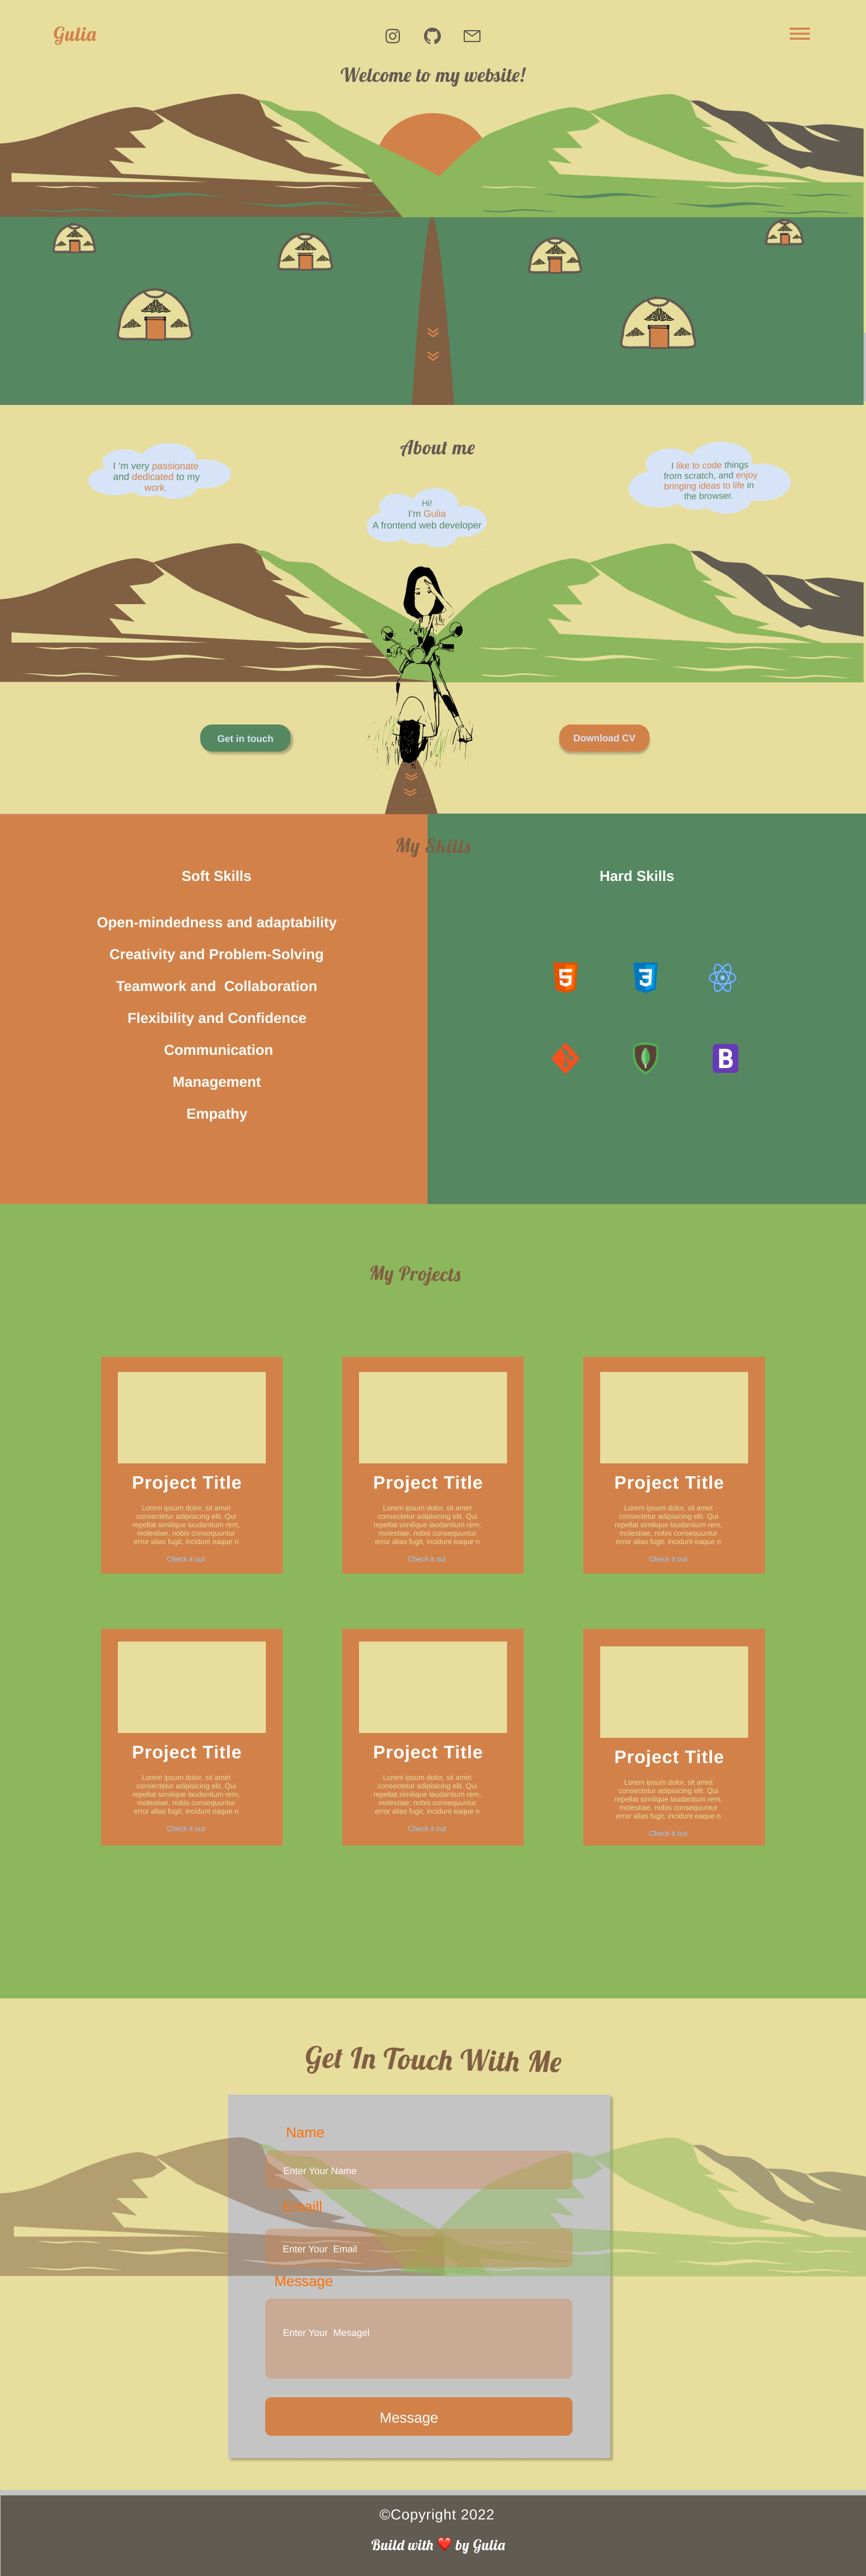 Gulia
Welcome to my website!
About me
I 'm very passionate
and dedicated to my
work.
Hi!
I'm Gulia
A frontend web developer
I like to code things
from scratch, and enjoy
bringing ideas to life in
the browser.
Get in touch
Download CV
My Skills
Soft Skills
Open-mindedness and adaptability
Creativity and Problem-Solving
Teamwork and  Collaboration
Flexibility and Confidence
Communication
Management
Empathy
Hard Skills
5
3
B
My Projects
Project Title
Lorem ipsum dolor, sit amet
consectetur adipisicing elit. Qui
repellat similique laudantium rem,
molestiae, nobis consequuntur
error alias fugit, incidunt eaque n
Check it out
Project Title
Lorem ipsum dolor, sit amet
consectetur adipisicing elit. Qui
repellat similique laudantium rem,
molestiae, nobis consequuntur
error alias fugit, incidunt eaque n
Check it out
Project Title
Lorem ipsum dolor, sit amet
consectetur adipisicing elit. Qui
repellat similique laudantium rem,
molestiae, nobis consequuntur
error alias fugit, incidunt eaque n
Check it out
Project Title
Lorem ipsum dolor, sit amet
consectetur adipisicing elit. Qui
repellat similique laudantium rem,
molestiae, nobis consequuntur
error alias fugit, incidunt eaque n
Check it out
Project Title
Lorem ipsum dolor, sit amet
consectetur adipisicing elit. Qui
repellat similique laudantium rem,
molestiae, nobis consequuntur
error alias fugit, incidunt eaque n
Check it out
Project Title
Lorem ipsum dolor, sit amet
consectetur adipisicing elit. Qui
repellat similique laudantium rem,
molestiae, nobis consequuntur
error alias fugit, incidunt eaque n
Check it out
Get In Touch With Me
Name
Enter Your Name
Emaill
Enter Your  Email
Message
Enter Your  Mesagel
Message
©Copyright 2022
Build with ❤️ by Gulia